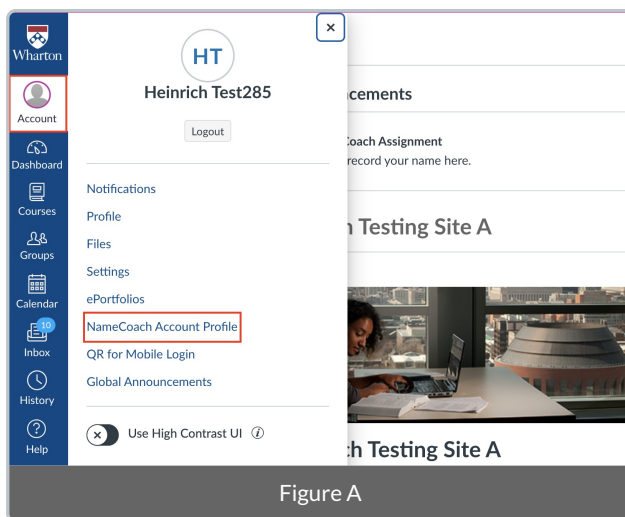 Wharton
Account
Dashboard
Courses
Groups
Calendar
10
Inbox
History
Help
×
HT
Heinrich Test285
Logout
Notifications
Profile
Files
Settings
ePortfolios
NameCoach Account Profile
QR for Mobile Login
Global Announcements
Use High Contrast UI
cements
Coach Assignment
record your name here.
Testing Site A
ch Testing Site A
Figure A